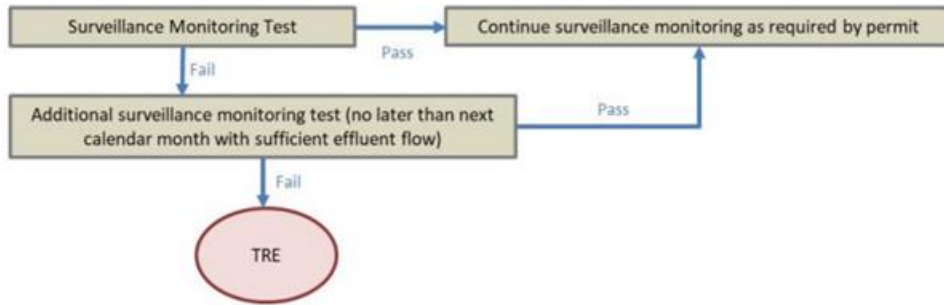 Surveillance Monitoring Test
Continue surveillance monitoring as required by permit
Pass
Fail
Additional surveillance monitoring test (no later than next
calendar month with sufficient effluent flow)
Pass
Fail
TRE